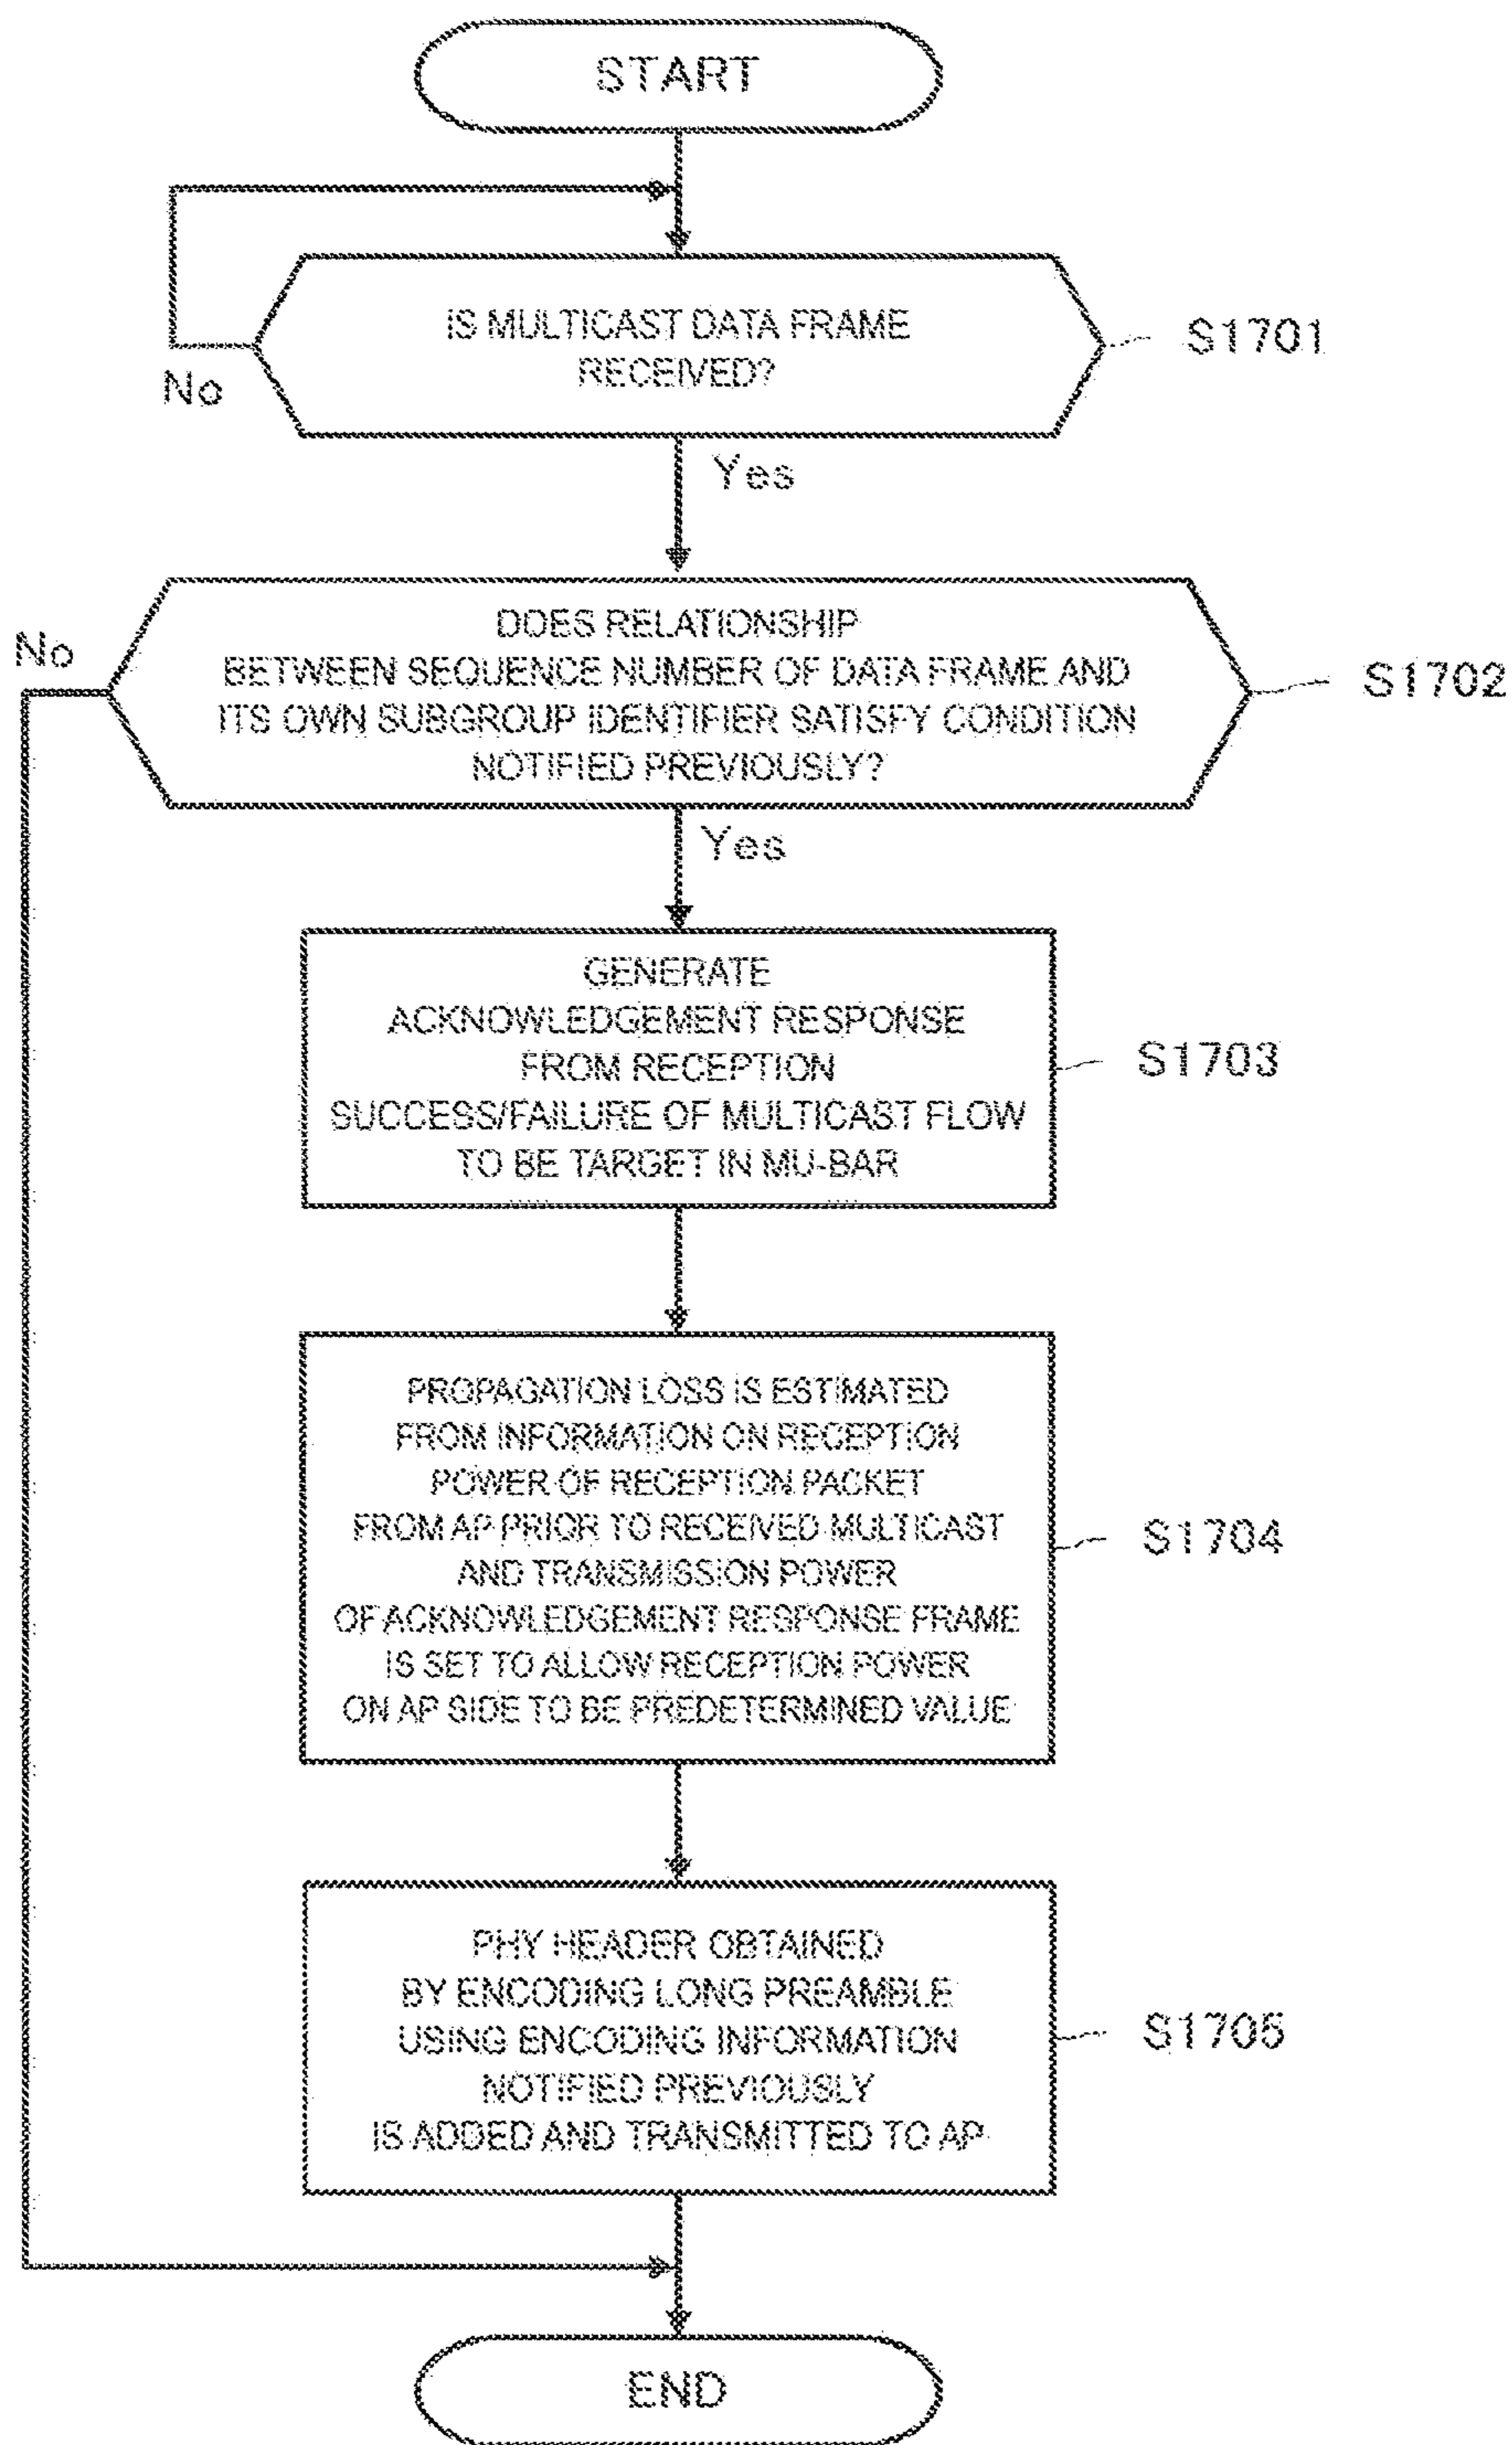 START
IS MULTICAST DATA FRAME
RECEIVED?
S1701
No
Yes
DOES RELATIONSHIP
BETWEEN SEQUENCE NUMBER OF DATA FRAME AND
ITS OWN SUBGROUP IDENTIFIER SATISFY CONDITION
NOTIFIED PREVIOUSLY?
No
S1702
Yes
GENERATE
ACKNOWLEDGEMENT RESPONSE
FROM RECEPTION
SUCCESS/FAILURE OF MULTICAST FLOW
TO BE TARGET IN MU-BAR
S1703
PROPAGATION LOSS IS ESTIMATED
FROM INFORMATION ON RECEPTION
POWER OF RECEPTION PACKET
FROM AP PRIOR TO RECEIVED MULTICAST
AND TRANSMISSION POWER
OF ACKNOWLEDGEMENT RESPONSE FRAME
IS SET TO ALLOW RECEPTION POWER
ON AP SIDE TO BE PREDETERMINED VALUE
S1704
PHY HEADER OBTAINED
BY ENCODING LONG PREAMBLE
USING ENCODING INFORMATION
NOTIFIED PREVIOUSLY
IS ADDED AND TRANSMITTED TO AP
S1705
END